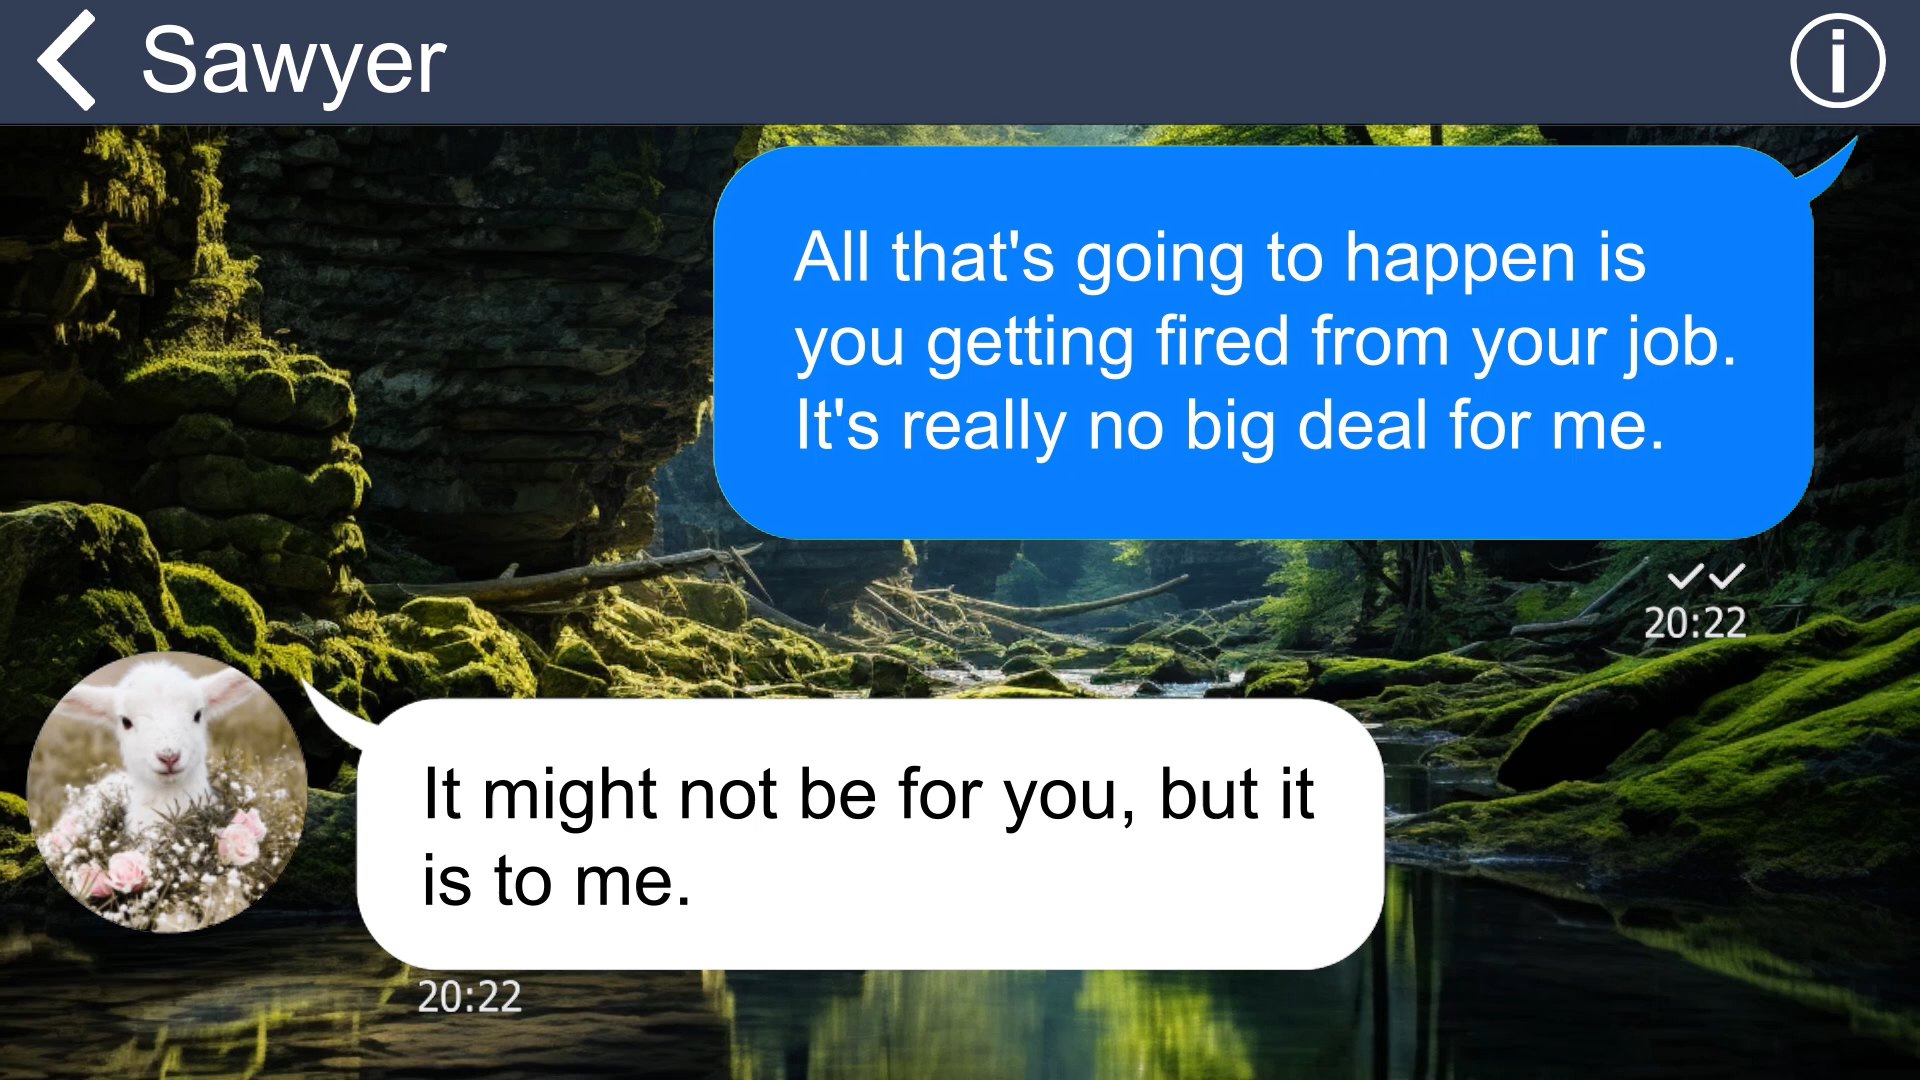 Sawyer
All that's going to happen is
you getting fired from your job.
It's really no big deal for me.
20:22
It might not be for you, but it
is to me.
20:22